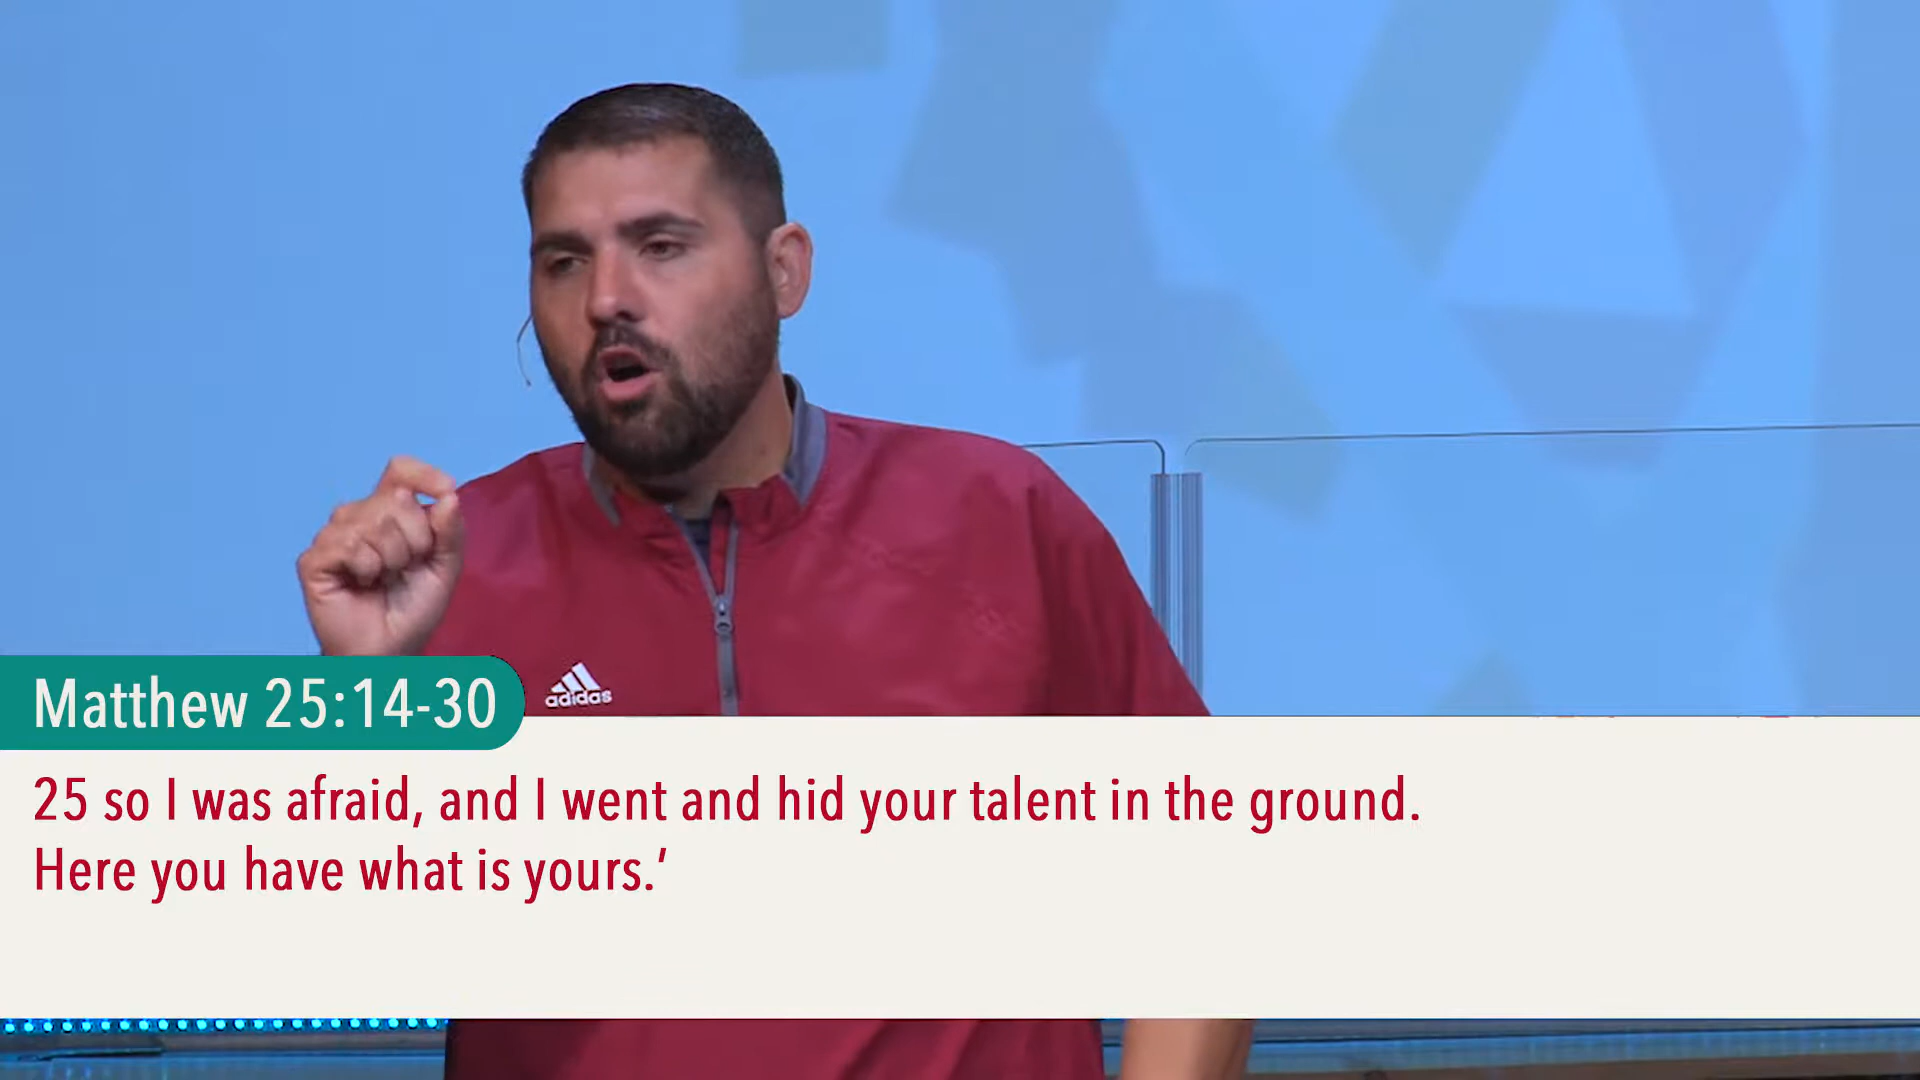 adidas
Matthew 25:14-30
25 so I was afraid, and I went and hid your talent in the ground.
Here you have what is yours.’